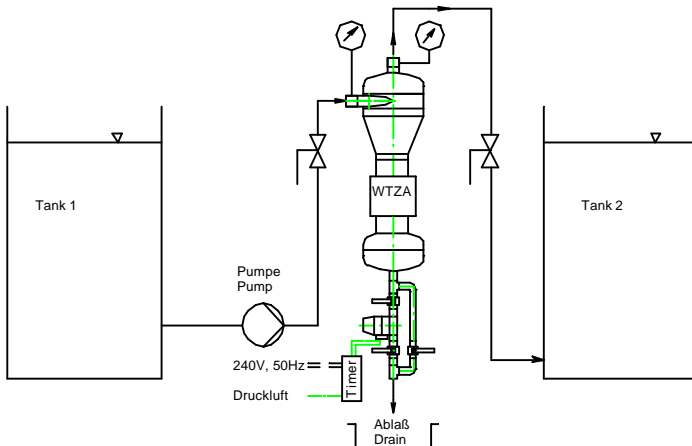 WTZA
Tank 1
Tank 2
Pumpe
Pump
240V, 50Hz
Timer
Druckluft
Ablaß
Drain